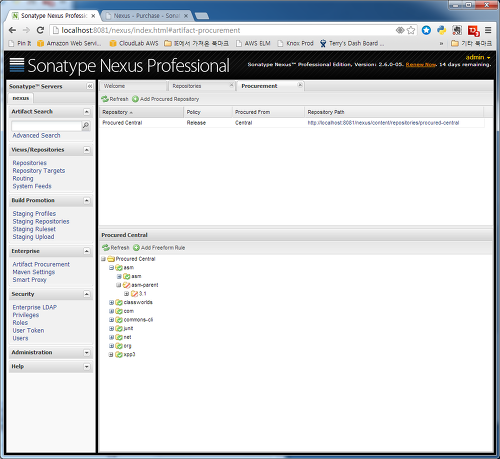 Sonatype Nexus Professional
Nexus - Purchase - Sona
localhost:8081/nexus/index.html#artifact-procurement
Pin It
Amazon Web Servi...
CloudLab AWS
IE에서 가져온 북마크
AWS ELM
Knox Prod
Terry's Dash Board ...
»
기타 북마크
Sonatype Nexus Professional
admin
Sonatype Nexus™ Professional Edition, Version: 2.6.0-05. Renew Now. 14 days remaining.
Sonatype™ Servers
nexus
Artifact Search
Advanced Search
Views/Repositories
Repositories
Repository Targets
Routing
System Feeds
Build Promotion
Staging Profiles
Staging Repositories
Staging Ruleset
Staging Upload
Enterprise
Artifact Procurement
Maven Settings
Smart Proxy
Security
Enterprise LDAP
Privileges
Roles
User Token
Users
Administration
Help
Welcome
Repositories
Procurement
Refresh
Add Procured Repository
Repository
Policy
Procured From
Repository Path
Procured Central
Release
Central
http://localhost:8081/nexus/content/repositories/procured-central
Procured Central
Refresh
Add Freeform Rule
Procured Central
asm
asm
asm-parent
3.1
classworlds
com
commons-cli
junit
net
org
xpp3